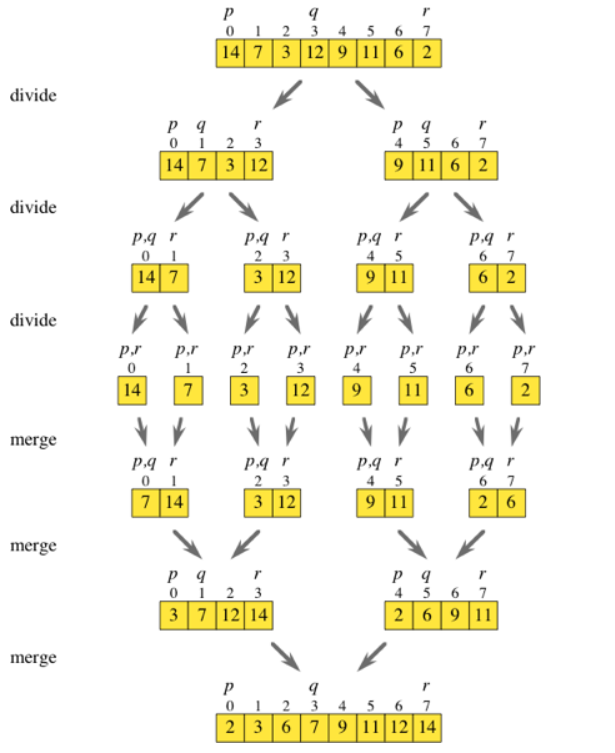 p q r
0 1 2 3 4 5 6 7
14 7 3 12 9 11 6 2
divide
p q r p q r
0 1 2 3 4 5 6 7
14 7 3 12 9 11 6 2
divide
p,q r p,q r p,q r p,q r
0 1 2 3 4 5 6 7
14 7 3 12 9 11 6 2
divide
p,r p,r p,r p,r p,r p,r p,r p,r
0 1 2 3 4 5 6 7
14 7 3 12 9 11 6 2
merge
p,q r p,q r p,q r p,q r
0 1 2 3 4 5 6 7
7 14 3 12 9 11 2 6
merge
p q r p q r
0 1 2 3 4 5 6 7
3 7 12 14 2 6 9 11
merge
p q r
0 1 2 3 4 5 6 7
2 3 6 7 9 11 12 14